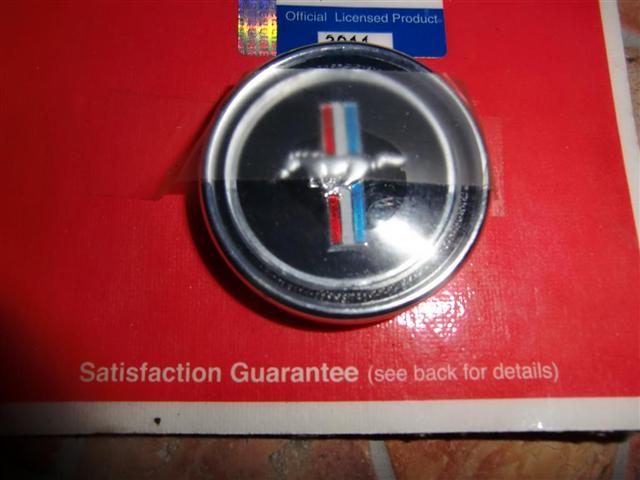 Official Licensed Product
Satisfaction Guarantee (see back for details)